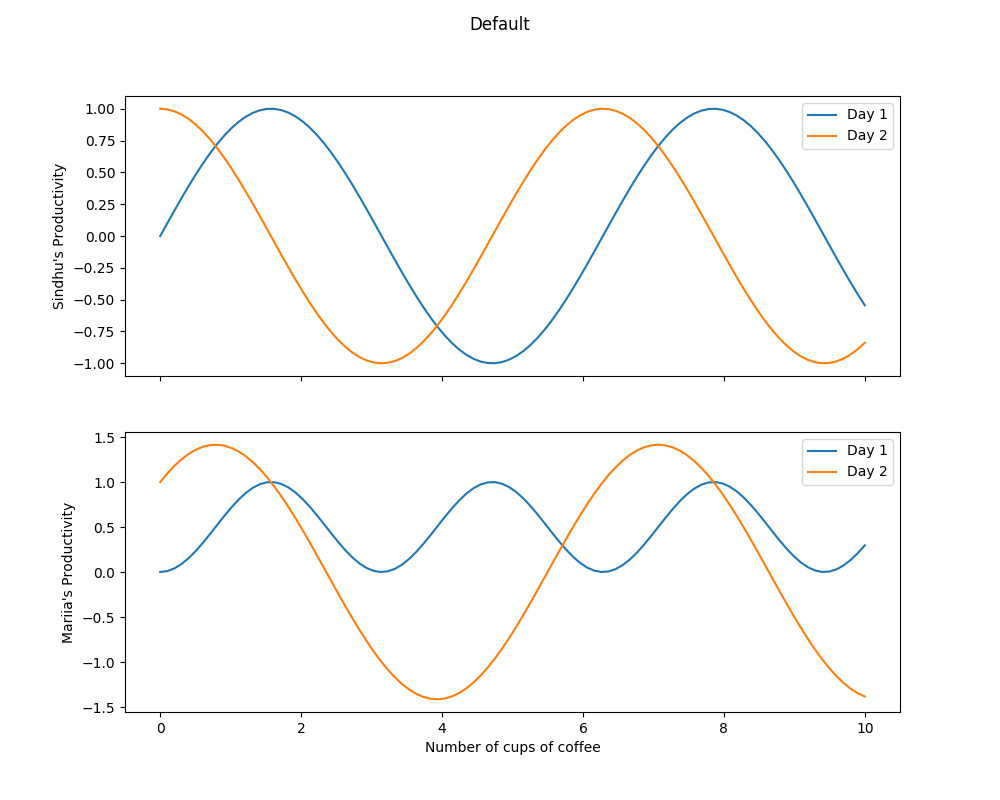 Default
Sindhu's Productivity
1.00
0.75
0.50
0.25
0.00
−0.25
−0.50
−0.75
−1.00
Day 1
Day 2
Mariia's Productivity
1.5
1.0
0.5
0.0
−0.5
−1.0
−1.5
Day 1
Day 2
0 2 4 6 8 10
Number of cups of coffee